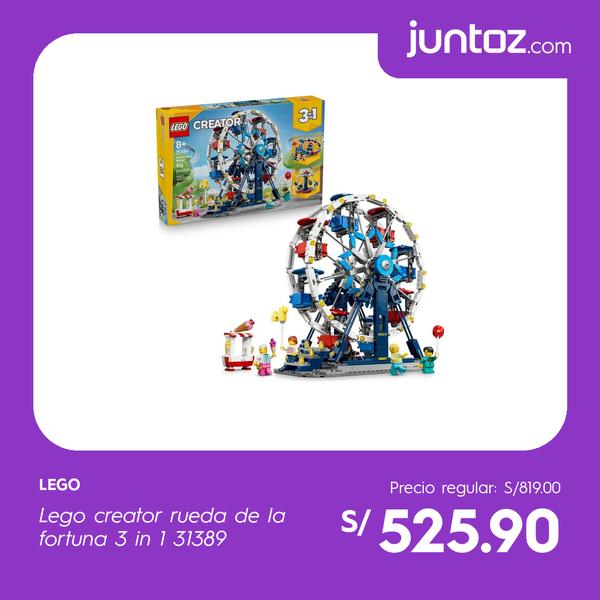 juntoz.com
LEGO CREATOR
3in1
8+
LEGO
Lego creator rueda de la
fortuna 3 in 1 31389
Precio regular: S/819.00
S/ 525.90